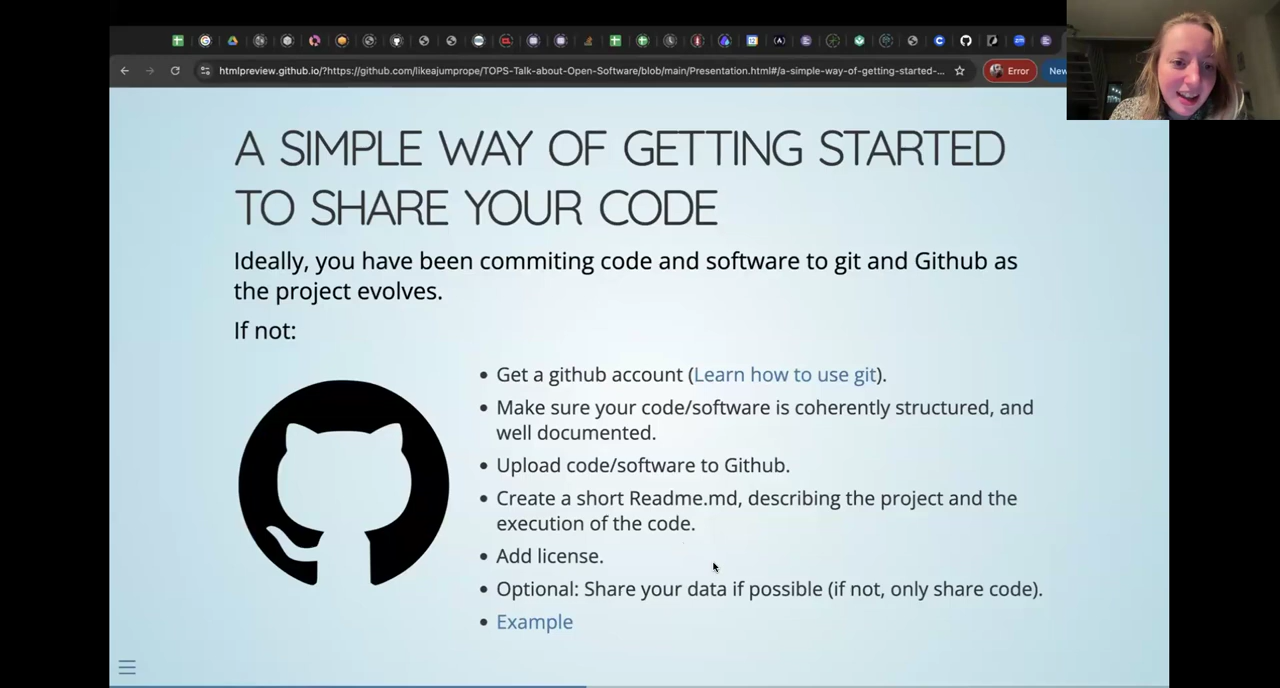 htmlpreview.github.io/?https://github.com/likeajumprope/TOPS-Talk-about-Open-Software/blob/main/Presentation.html#/a-simple-way-of-getting-started-...
Error
New
A SIMPLE WAY OF GETTING STARTED
TO SHARE YOUR CODE
Ideally, you have been commiting code and software to git and Github as
the project evolves.
If not:
• Get a github account (Learn how to use git).
• Make sure your code/software is coherently structured, and
well documented.
• Upload code/software to Github.
• Create a short Readme.md, describing the project and the
execution of the code.
• Add license.
• Optional: Share your data if possible (if not, only share code).
• Example